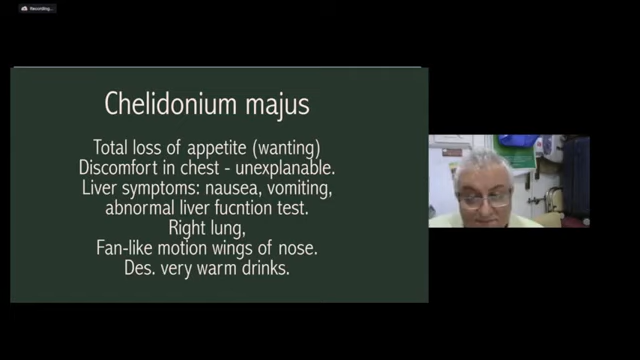 Recording...
Chelidonium majus
Total loss of appetite (wanting)
Discomfort in chest - unexplanable.
Liver symptoms: nausea, vomiting,
abnormal liver fucntion test.
Right lung,
Fan-like motion wings of nose.
Des. very warm drinks.